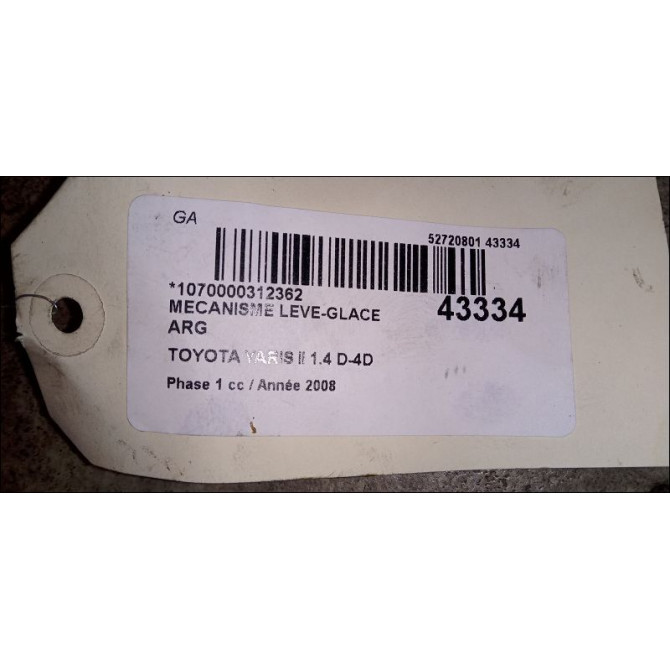 GA
52720801 43334
*1070000312362
43334
MECANISME LEVE-GLACE
ARG
TOYOTA YARIS II 1.4 D-4D
Phase 1 cc / Année 2008